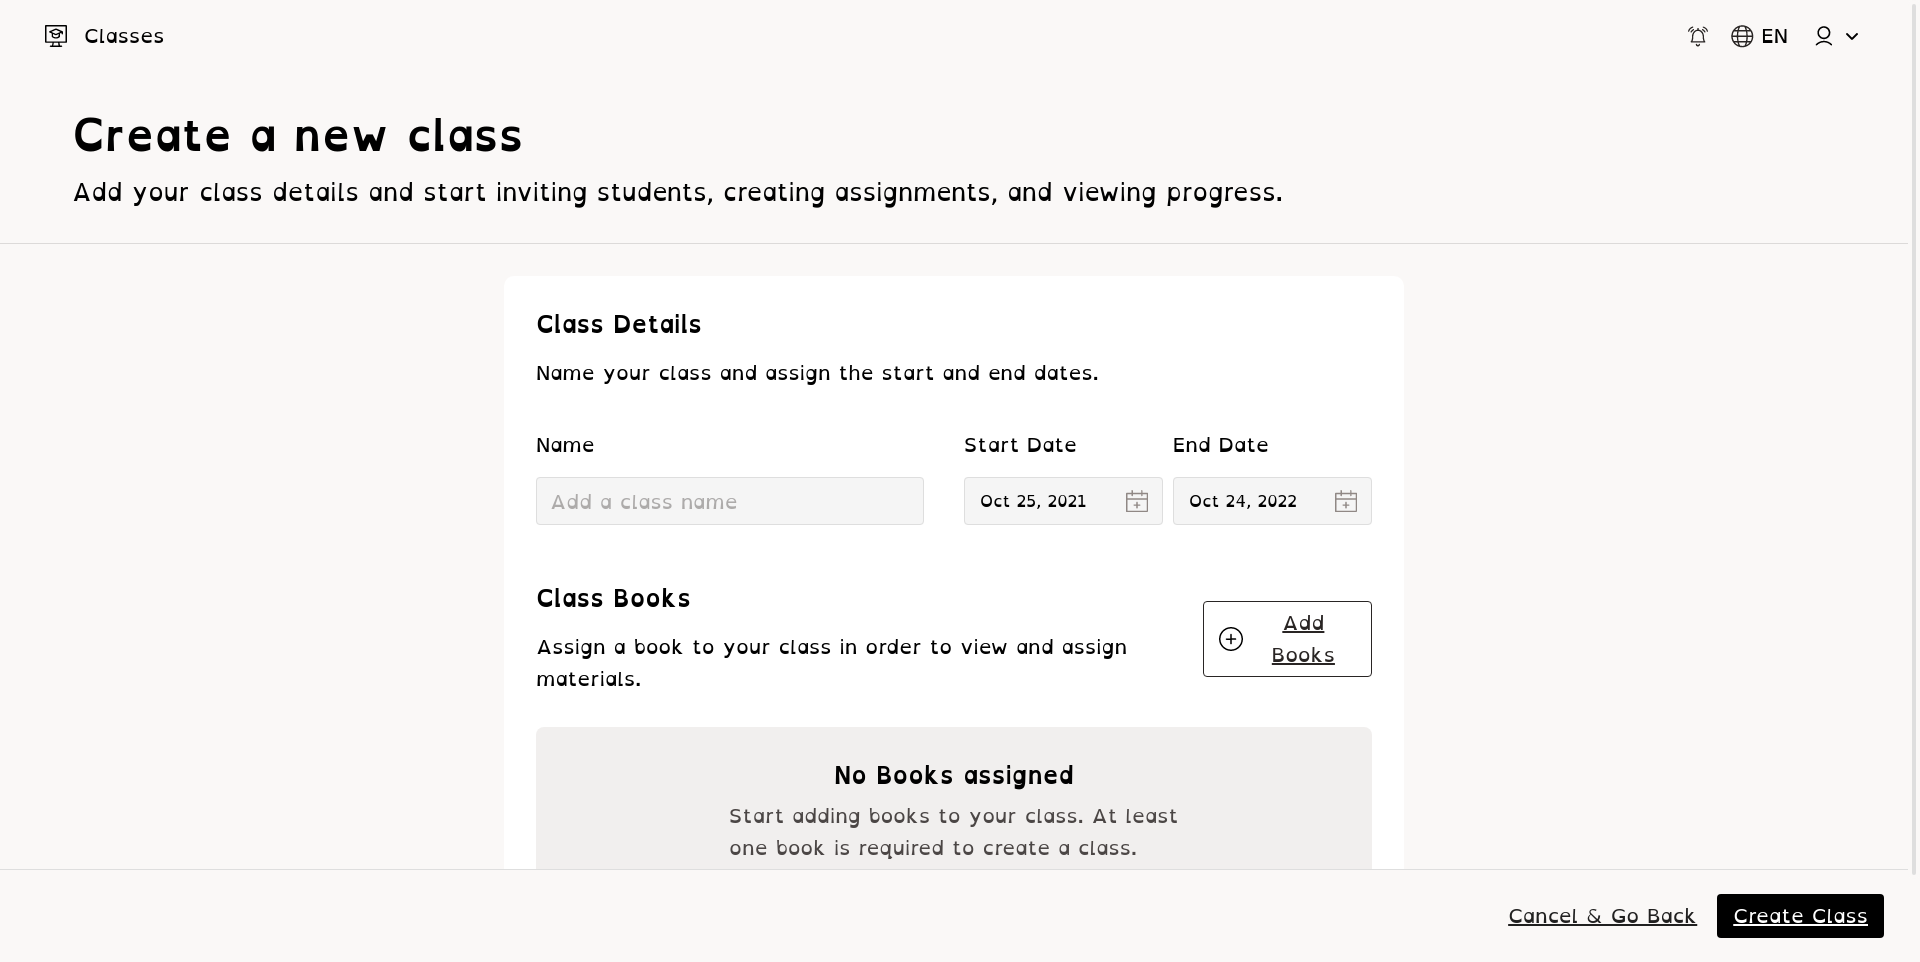 Classes
EN
Create a new class
Add your class details and start inviting students, creating assignments, and viewing progress.
Class Details
Name your class and assign the start and end dates.
Name
Start Date
End Date
Add a class name
Oct 25, 2021
Oct 24, 2022
Class Books
Assign a book to your class in order to view and assign
materials.
Add
Books
No Books assigned
Start adding books to your class. At least
one book is required to create a class.
Cancel & Go Back
Create Class